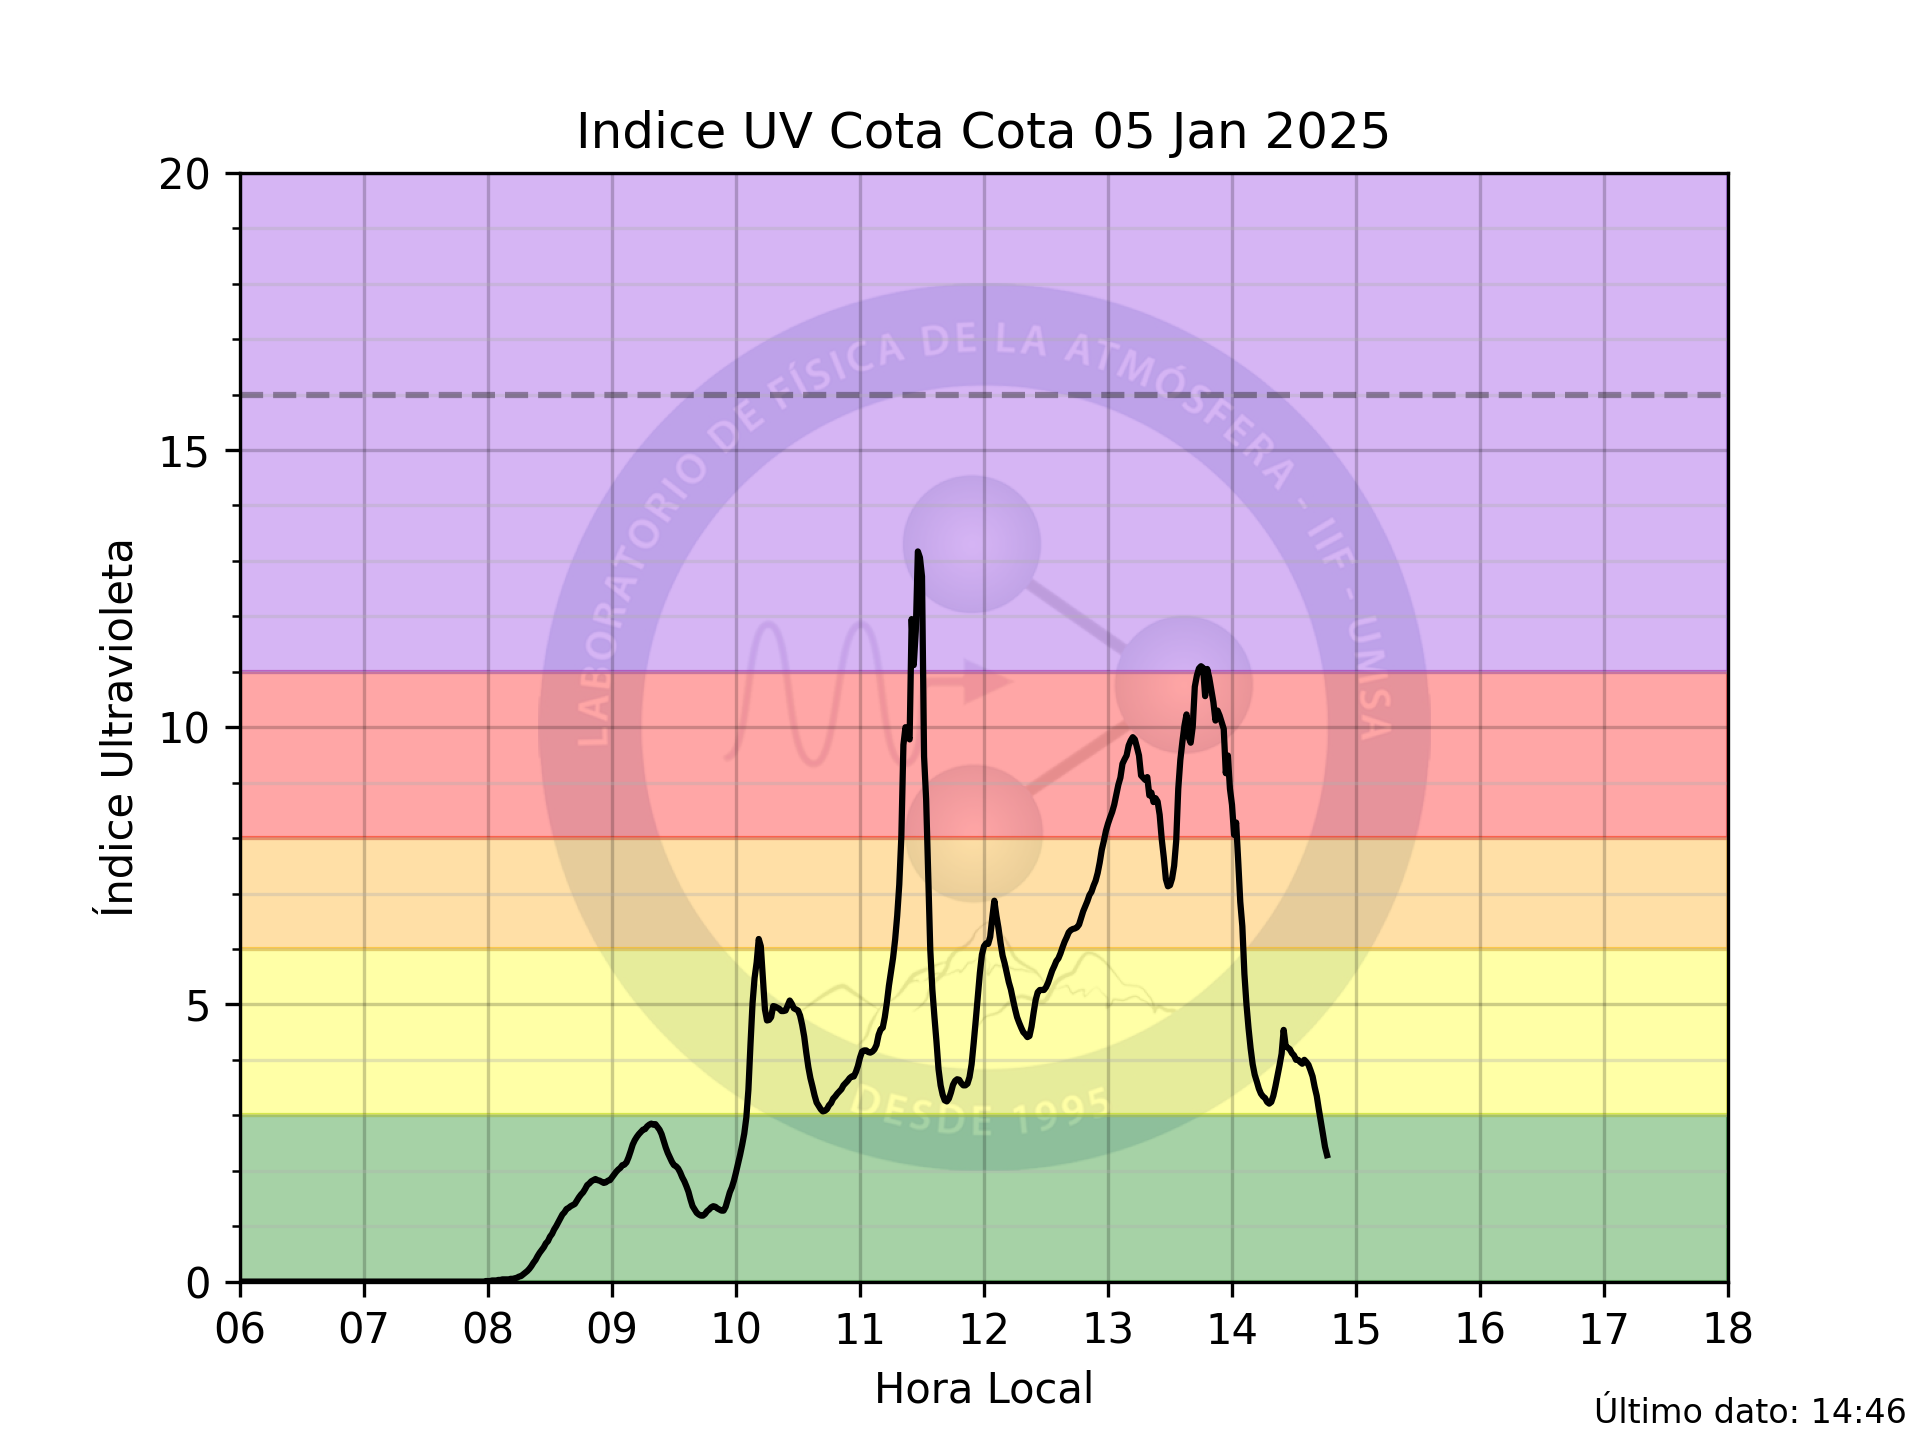 Indice UV Cota Cota 05 Jan 2025
20
15
10
5
0
Índice Ultravioleta
LABORATORIO DE FÍSICA DE LA ATMÓSFERA - IIF - UMSA
DESDE 1995
06 07 08 09 10 11 12 13 14 15 16 17 18
Hora Local
Último dato: 14:46